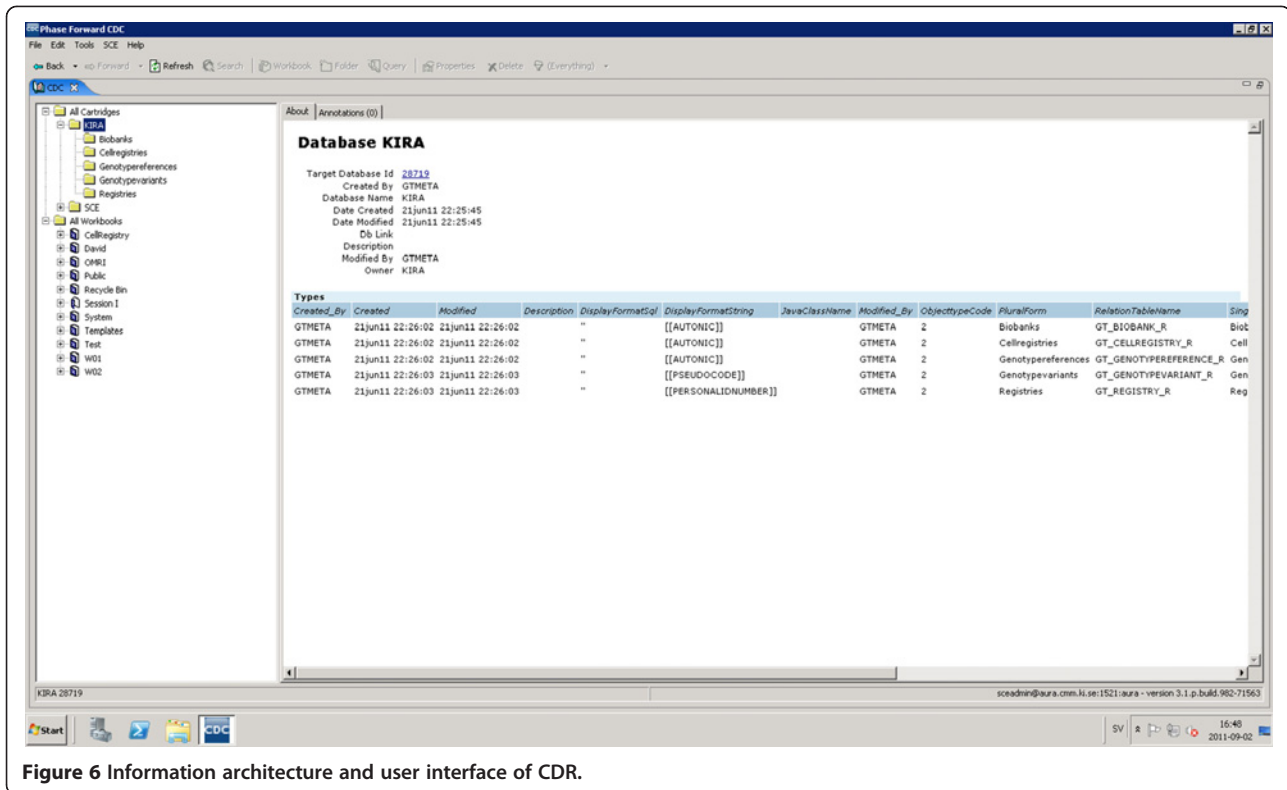 CDC Phase Forward CDC
File Edit Tools SCE Help
Back Forward Refresh Search Workbook Folder Query Properties Delete (Everything)
CDC
All Cartridges
KIRA
Biobanks
Cellregistries
Genotypereferences
Genotypevariants
Registries
SCE
All Workbooks
CellRegistry
David
OMRI
Public
Recycle Bin
Session I
System
Templates
Test
W01
W02
About Annotations (0)
Database KIRA
Target Database Id 28719
Created By GTMETA
Database Name KIRA
Date Created 21jun11 22:25:45
Date Modified 21jun11 22:25:45
Db Link
Description
Modified By GTMETA
Owner KIRA
Types
Created_By Created Modified Description DisplayFormatSql DisplayFormatString JavaClassName Modified_By ObjecttypeCode PluralForm RelationTableName Sing
GTMETA 21jun11 22:26:02 21jun11 22:26:02 " [[AUTONIC]] GTMETA 2 Biobanks GT_BIOBANK_R Biob
GTMETA 21jun11 22:26:02 21jun11 22:26:02 " [[AUTONIC]] GTMETA 2 Cellregistries GT_CELLREGISTRY_R Cell
GTMETA 21jun11 22:26:02 21jun11 22:26:02 " [[AUTONIC]] GTMETA 2 Genotypereferences GT_GENOTYPEREFERENCE_R Gen
GTMETA 21jun11 22:26:03 21jun11 22:26:03 " [[PSEUDOCODE]] GTMETA 2 Genotypevariants GT_GENOTYPEVARIANT_R Gen
GTMETA 21jun11 22:26:03 21jun11 22:26:03 " [[PERSONALIDNUMBER]] GTMETA 2 Registries GT_REGISTRY_R Reg
KIRA 28719
sceadmin@aura.cmm.ki.se:1521:aura - version 3.1.p.build.982-71563
Start CDC SV 16:48
2011-09-02
Figure 6 Information architecture and user interface of CDR.